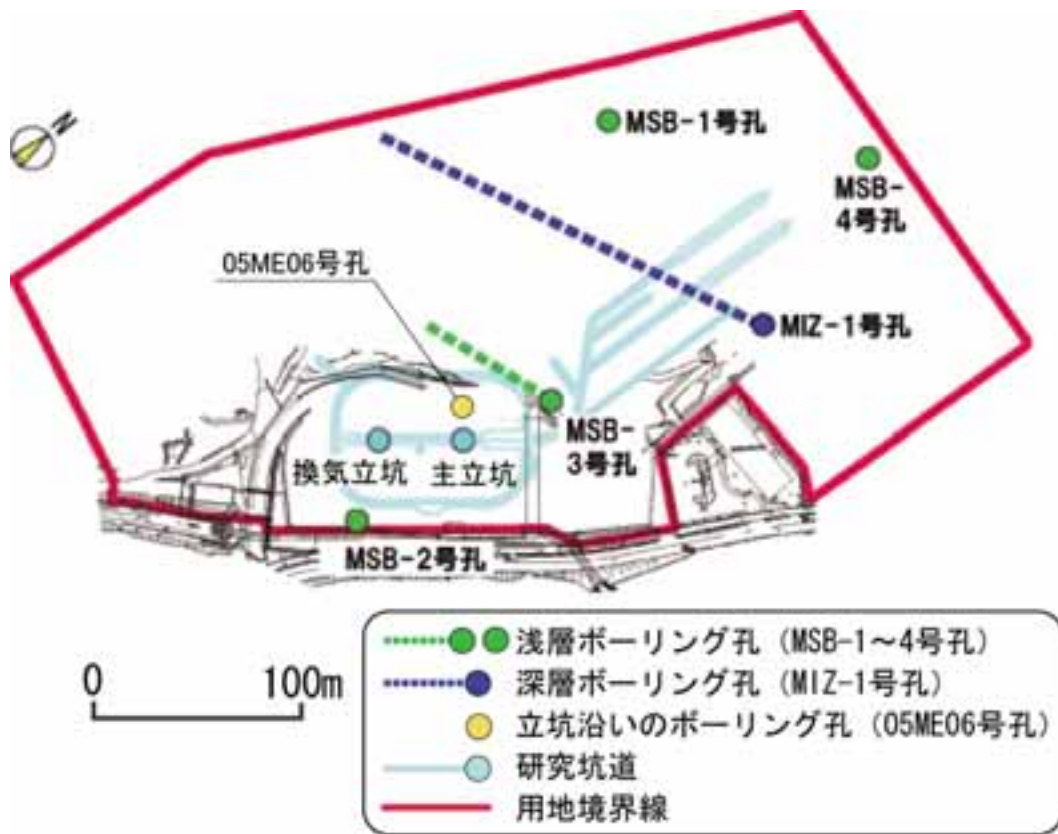 N
MSB-1号孔
MSB-
4号孔
05ME06号孔
MIZ-1号孔
MSB-
3号孔
換気立坑
主立坑
MSB-2号孔
0 100m
浅層ボーリング孔（MSB-1～4号孔）
深層ボーリング孔（MIZ-1号孔）
立坑沿いのボーリング孔（05ME06号孔）
研究坑道
用地境界線